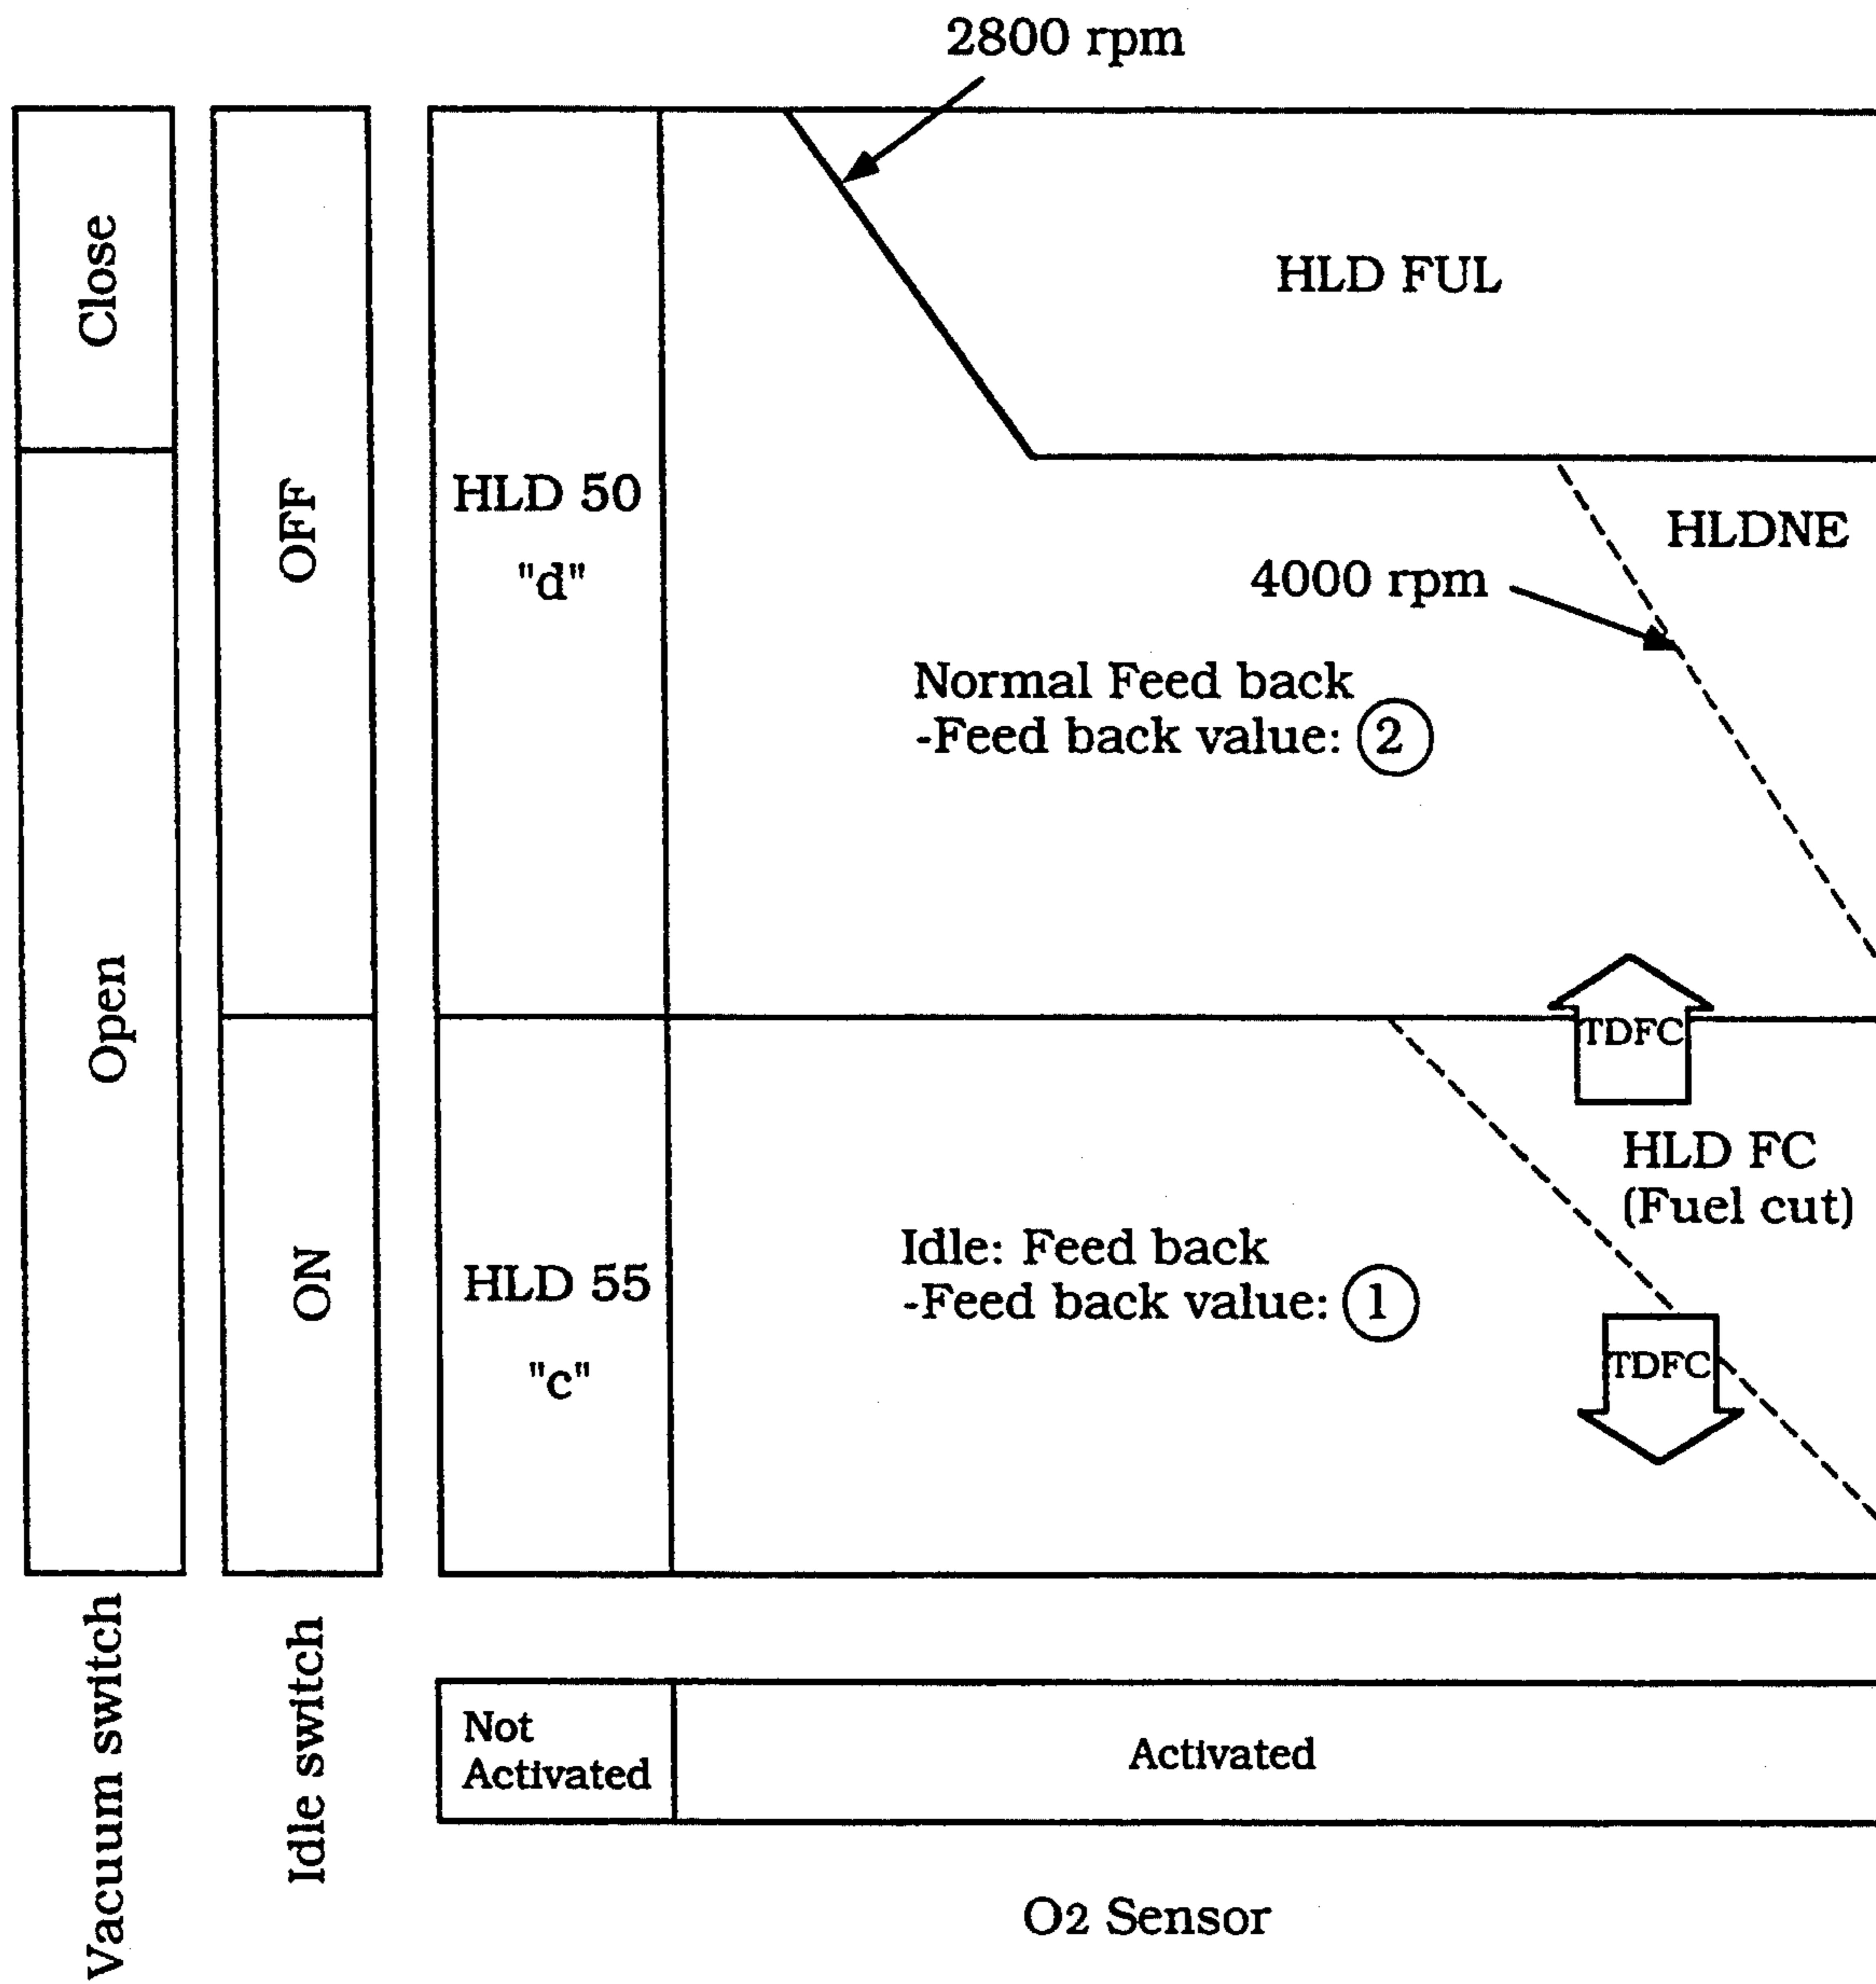 2800 rpm
Close
OFF
HLD FUL
HLD 50
"d"
HLDNE
4000 rpm
Normal Feed back
-Feed back value: ②
Open
TDFC
HLD FC
(Fuel cut)
ON
HLD 55
"c"
Idle: Feed back
-Feed back value: ①
TDFC
Vacuum switch
Idle switch
Not
Activated
Activated
O2 Sensor